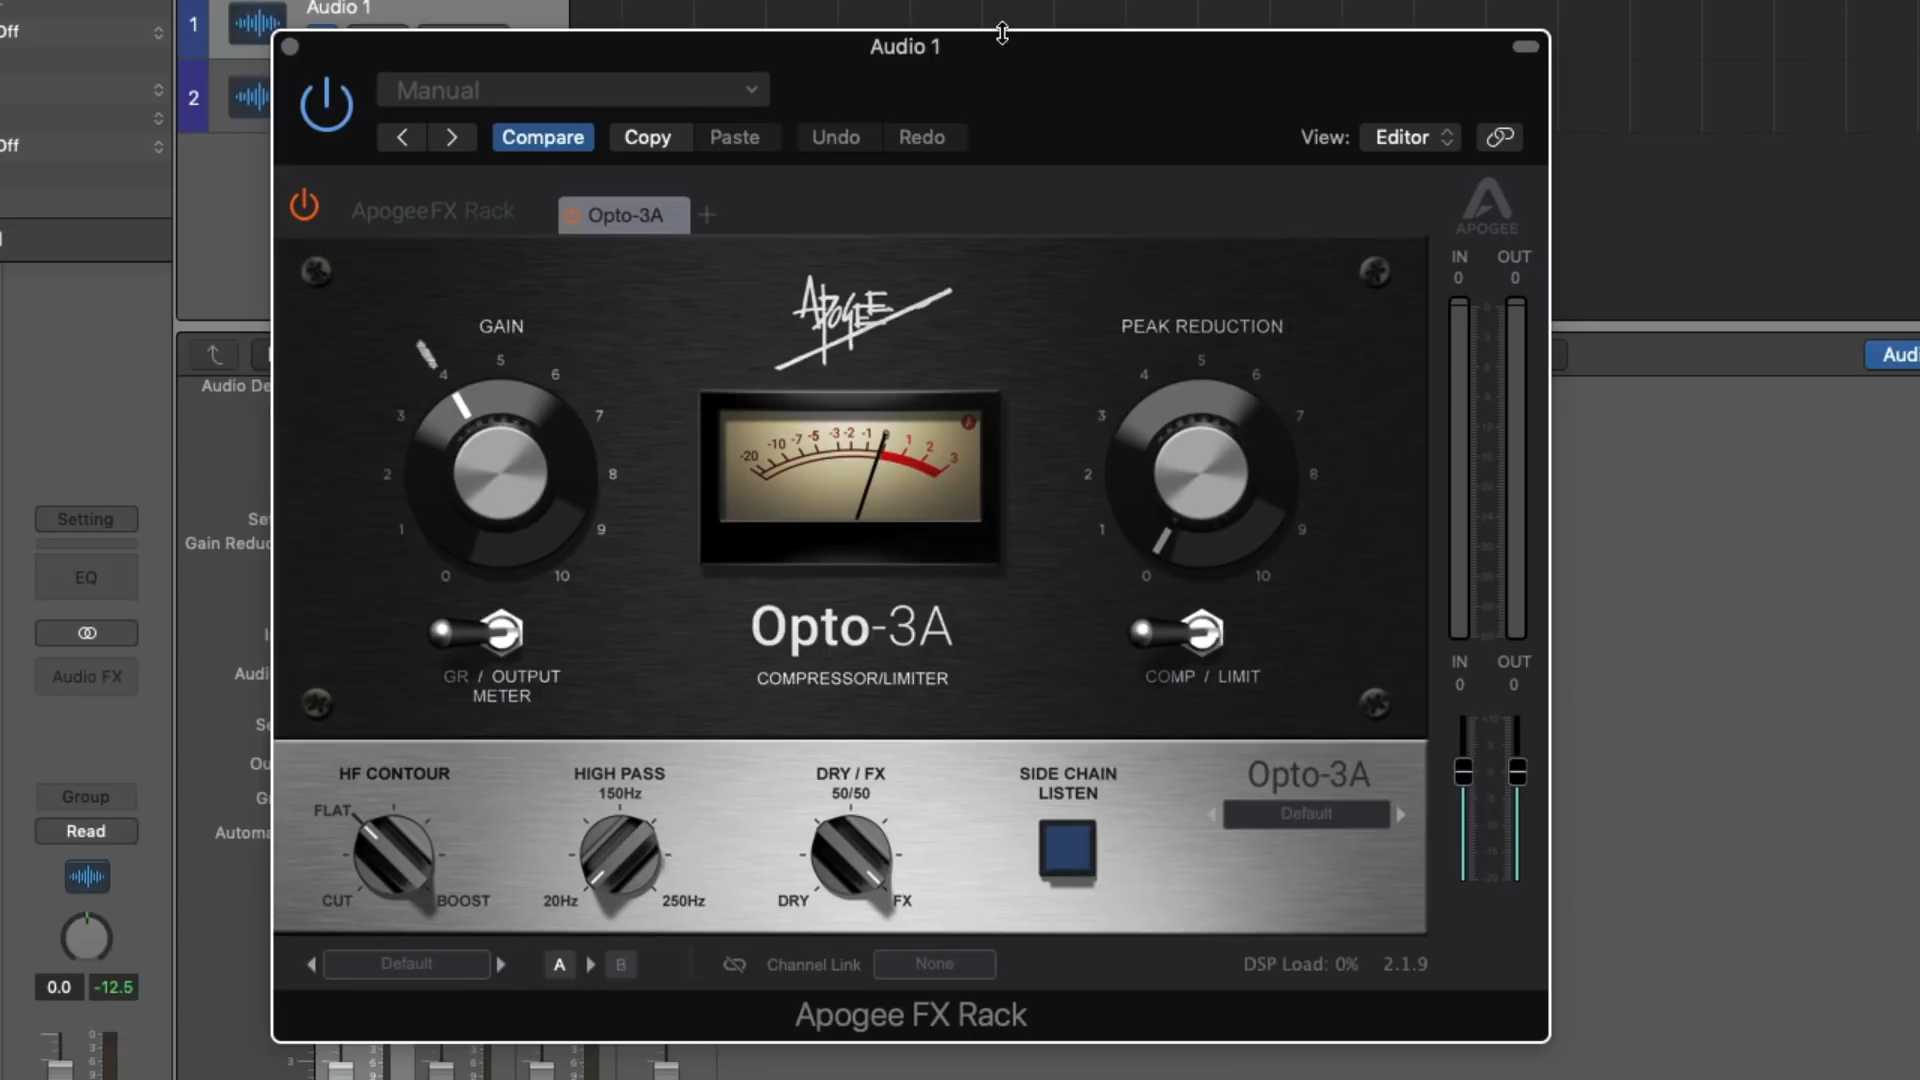 Off
1
Audio 1
Audio 1
Manual
2
Compare
Copy
Paste
Undo
Redo
View:
Editor
Off
ApogeeFX Rack
Opto-3A
+
APOGEE
IN
OUT
0
0
APOGEE
GAIN
0
1
2
3
4
5
6
7
8
9
10
PEAK REDUCTION
0
1
2
3
4
5
6
7
8
9
10
-20
-10
-7
-5
-3
-2
-1
0
1
2
3
Audio De
Audi
Setting
Gain Reduc
EQ
Audio FX
Audi
GR / OUTPUT
METER
Opto-3A
COMPRESSOR/LIMITER
COMP / LIMIT
IN
OUT
0
0
HF CONTOUR
FLAT
CUT
BOOST
HIGH PASS
150Hz
20Hz
250Hz
DRY / FX
50/50
DRY
FX
SIDE CHAIN
LISTEN
Opto-3A
Default
Group
Read
Automa
0.0
-12.5
Default
A
B
Channel Link
None
DSP Load: 0%
2.1.9
Apogee FX Rack